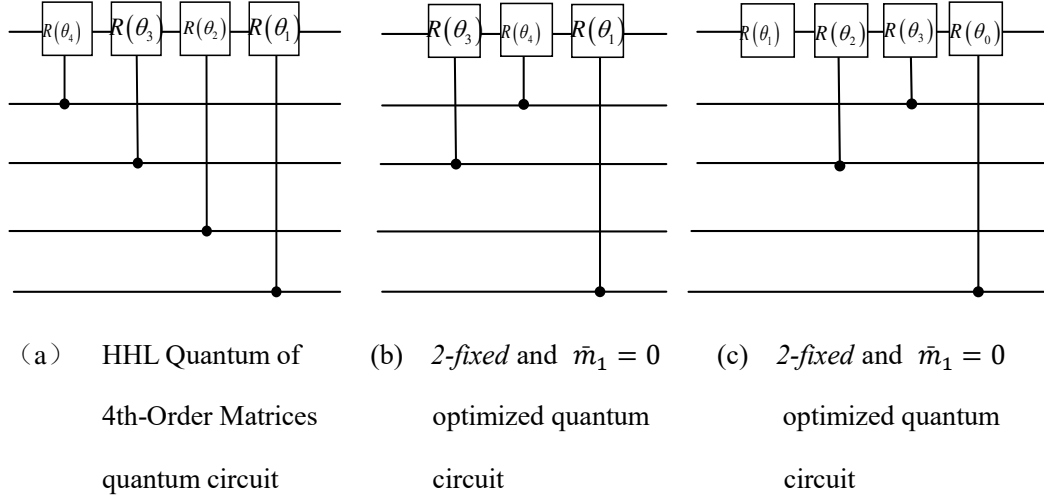 R(θ₄) R(θ₃) R(θ₂) R(θ₁)
R(θ₃) R(θ₄) R(θ₁)
R(θ₁) R(θ₂) R(θ₃) R(θ₀)
（a） HHL Quantum of
4th-Order Matrices
quantum circuit
(b) 2-fixed and m̄₁ = 0
optimized quantum
circuit
(c) 2-fixed and m̄₁ = 0
optimized quantum
circuit